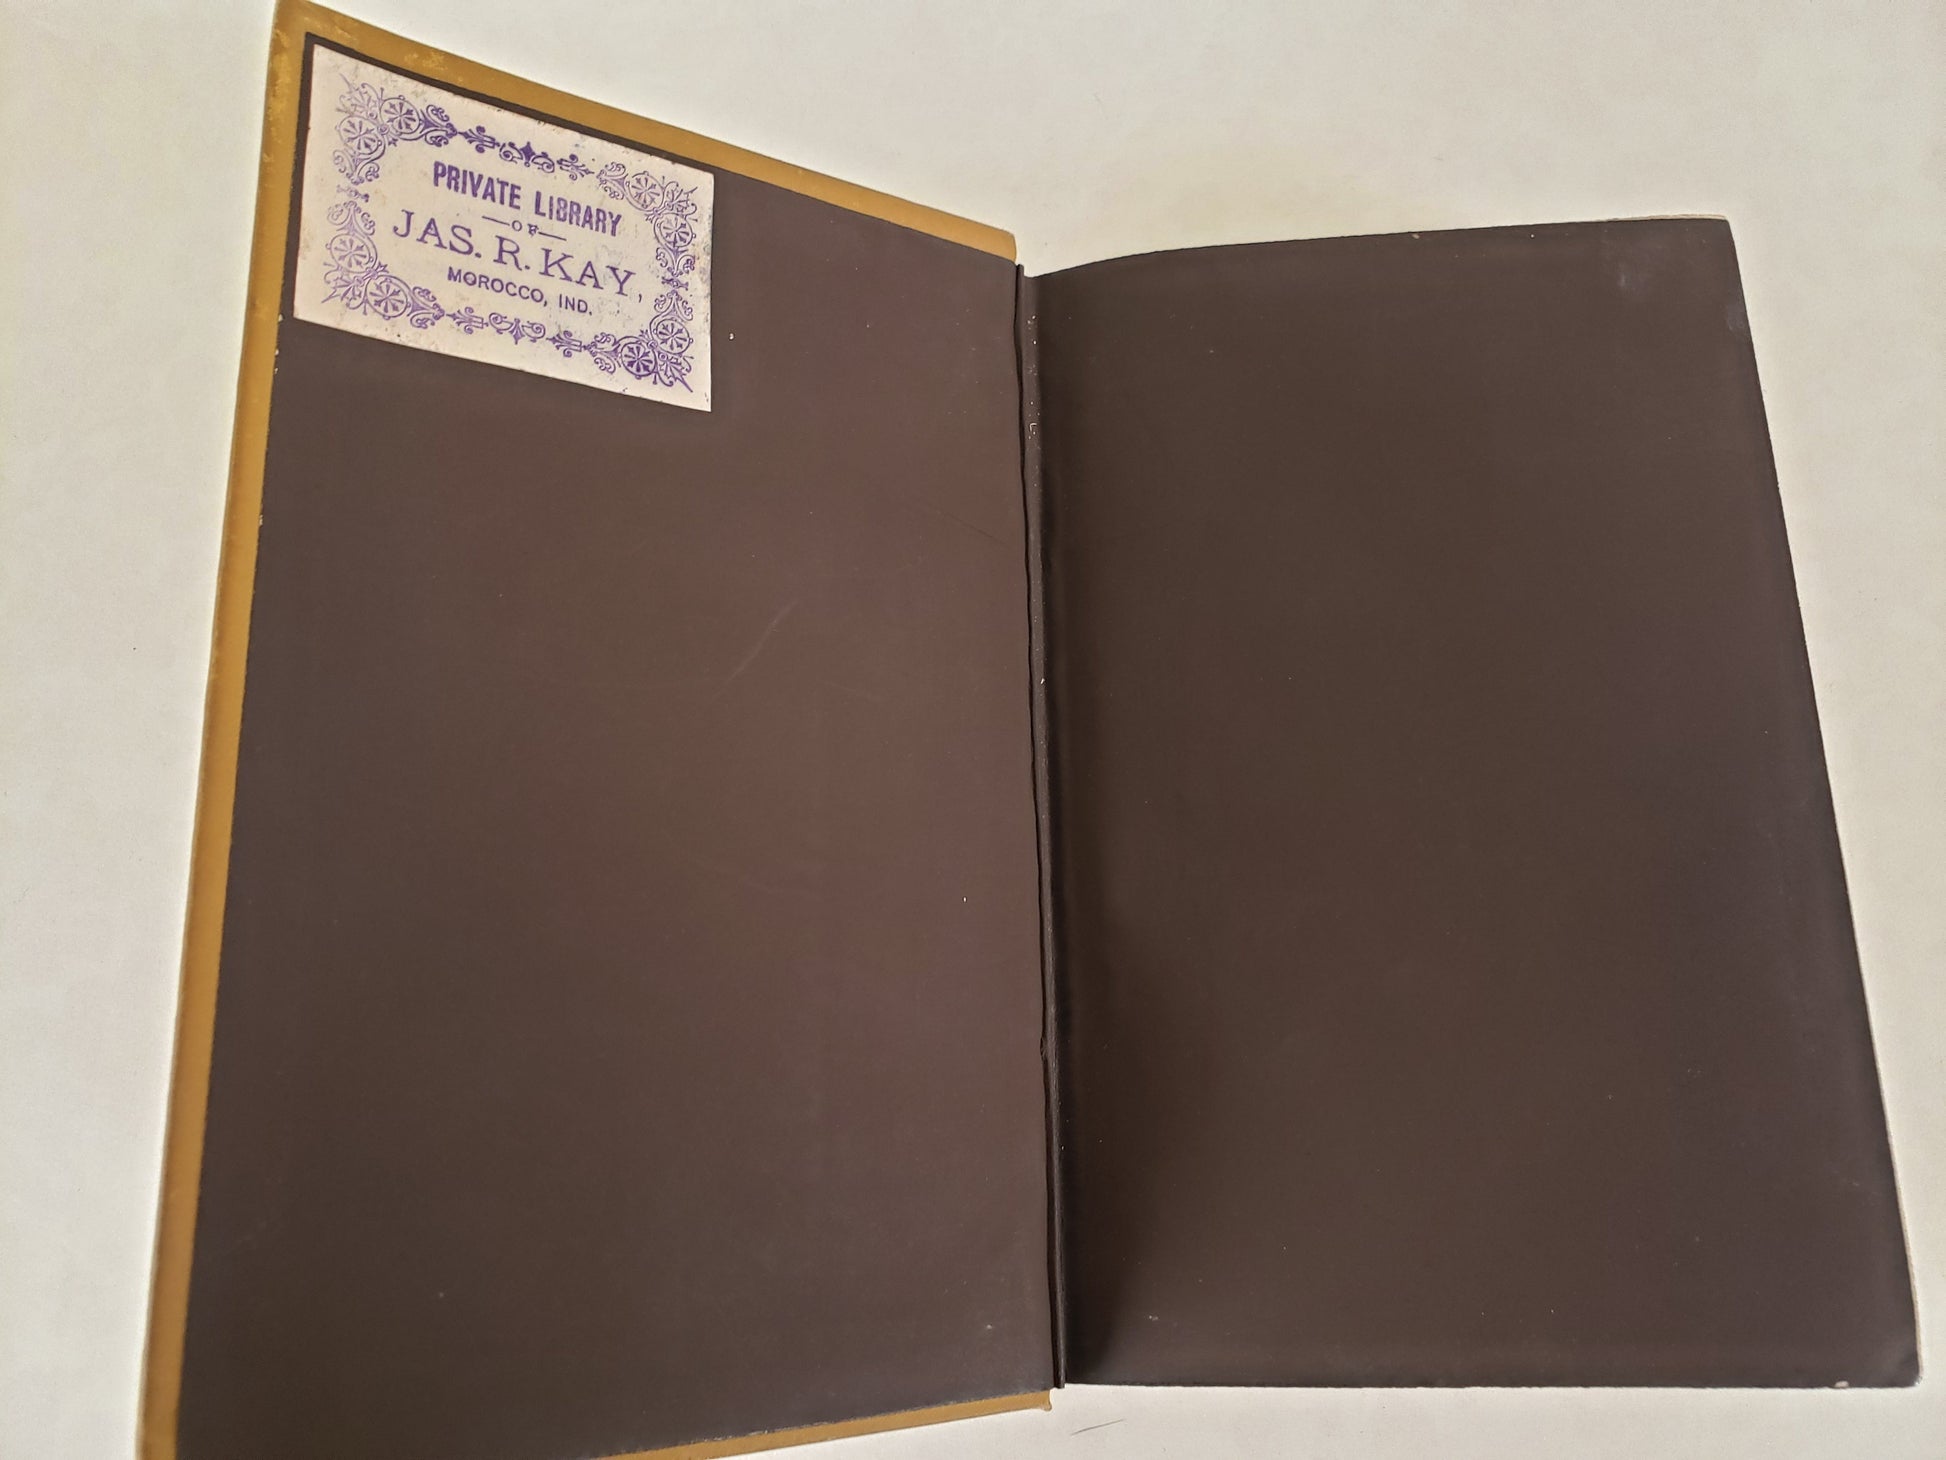 PRIVATE LIBRARY
—OF—
JAS. R. KAY,
MOROCCO, IND.